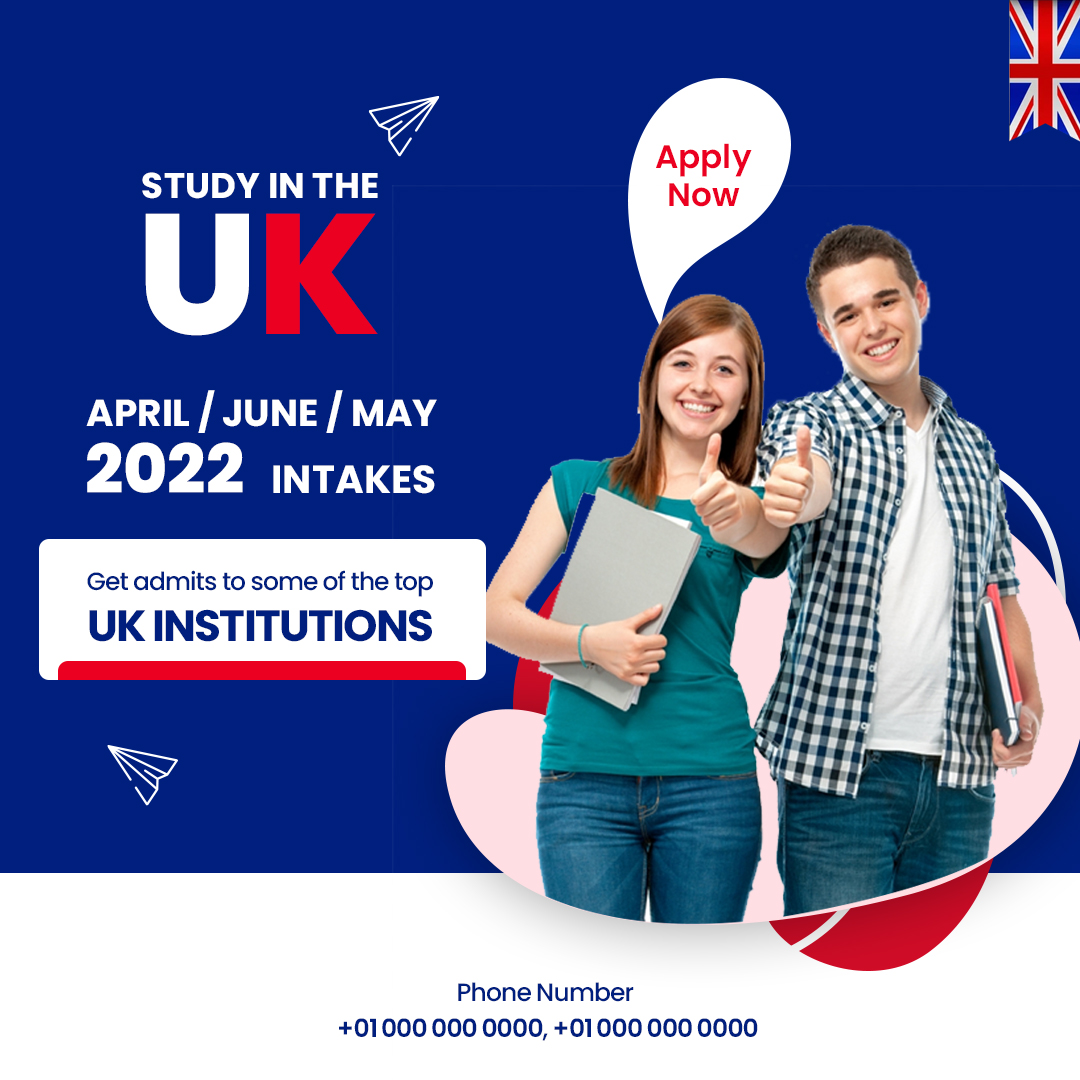 STUDY IN THE
UK
APRIL / JUNE / MAY
2022 INTAKES
Get admits to some of the top
UK INSTITUTIONS
Apply
Now
Phone Number
+01 000 000 0000, +01 000 000 0000